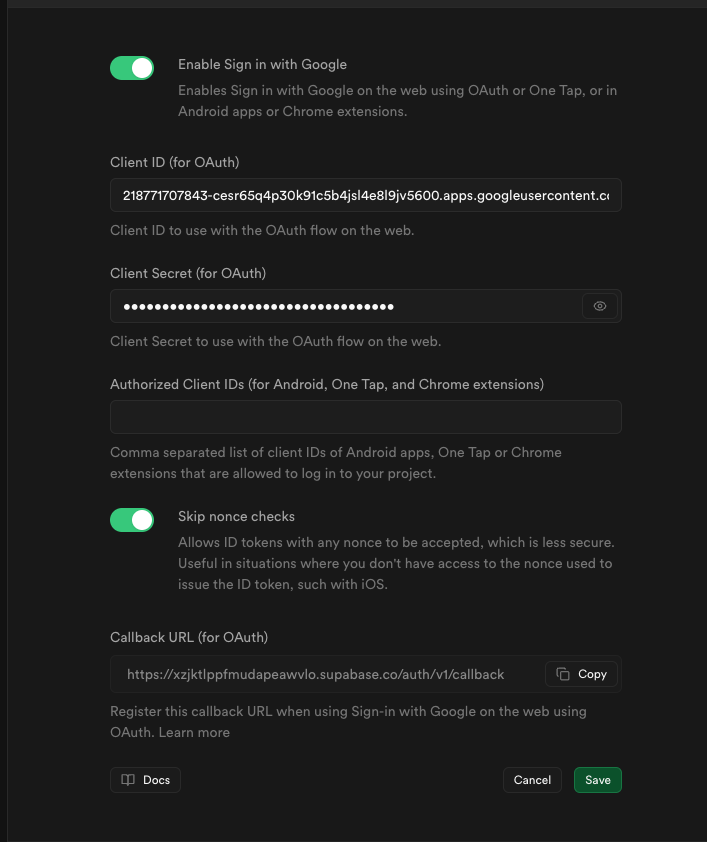 Enable Sign in with Google
Enables Sign in with Google on the web using OAuth or One Tap, or in
Android apps or Chrome extensions.
Client ID (for OAuth)
218771707843-cesr65q4p30k91c5b4jsl4e8l9jv5600.apps.googleusercontent.cc
Client ID to use with the OAuth flow on the web.
Client Secret (for OAuth)
•••••••••••••••••••••••••••••••••••
Client Secret to use with the OAuth flow on the web.
Authorized Client IDs (for Android, One Tap, and Chrome extensions)
Comma separated list of client IDs of Android apps, One Tap or Chrome
extensions that are allowed to log in to your project.
Skip nonce checks
Allows ID tokens with any nonce to be accepted, which is less secure.
Useful in situations where you don't have access to the nonce used to
issue the ID token, such with iOS.
Callback URL (for OAuth)
https://xzjktlppfmudapeawvlo.supabase.co/auth/v1/callback
Copy
Register this callback URL when using Sign-in with Google on the web using
OAuth. Learn more
Docs
Cancel
Save